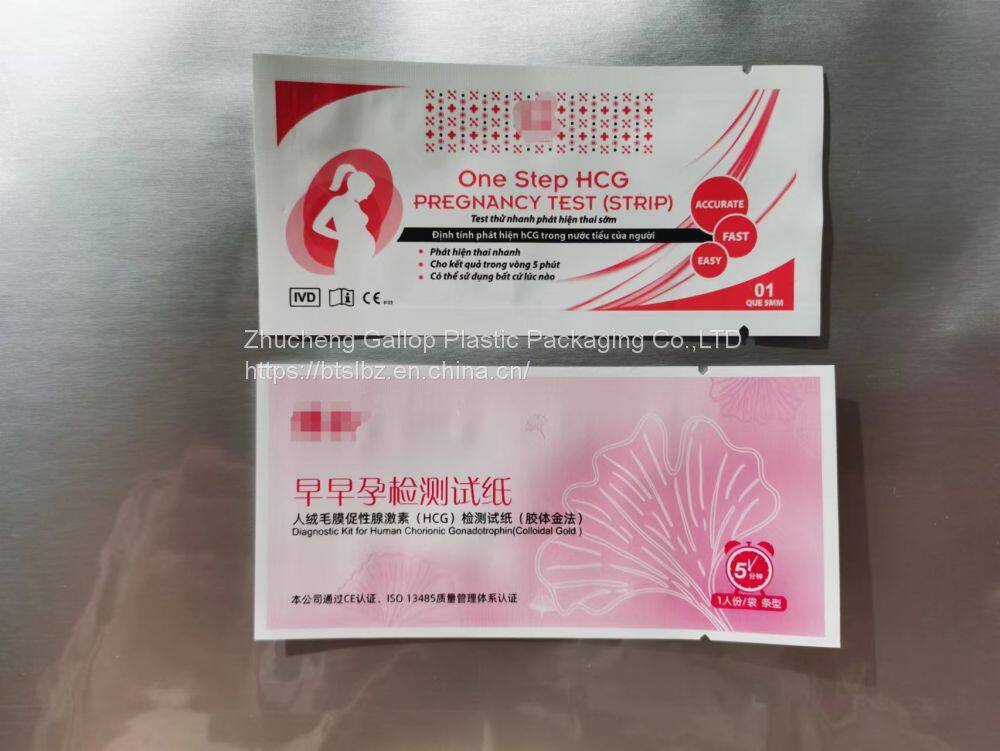 One Step HCG
PREGNANCY TEST (STRIP)
Test thử nhanh phát hiện thai sớm
Định tính phát hiện hCG trong nước tiểu của người
• Phát hiện thai nhanh
• Cho kết quả trong vòng 5 phút
• Có thể sử dụng bất cứ lúc nào
ACCURATE
FAST
EASY
IVD
CE
01
QUE 5MM
Zhucheng Gallop Plastic Packaging Co.,LTD
https://btslbz.en.china.cn/
早早孕检测试纸
人绒毛膜促性腺激素（HCG）检测试纸（胶体金法）
Diagnostic Kit for Human Chorionic Gonadotrophin(Colloidal Gold )
本公司通过CE认证、ISO 13485质量管理体系认证
5分钟
1人份/袋 条型